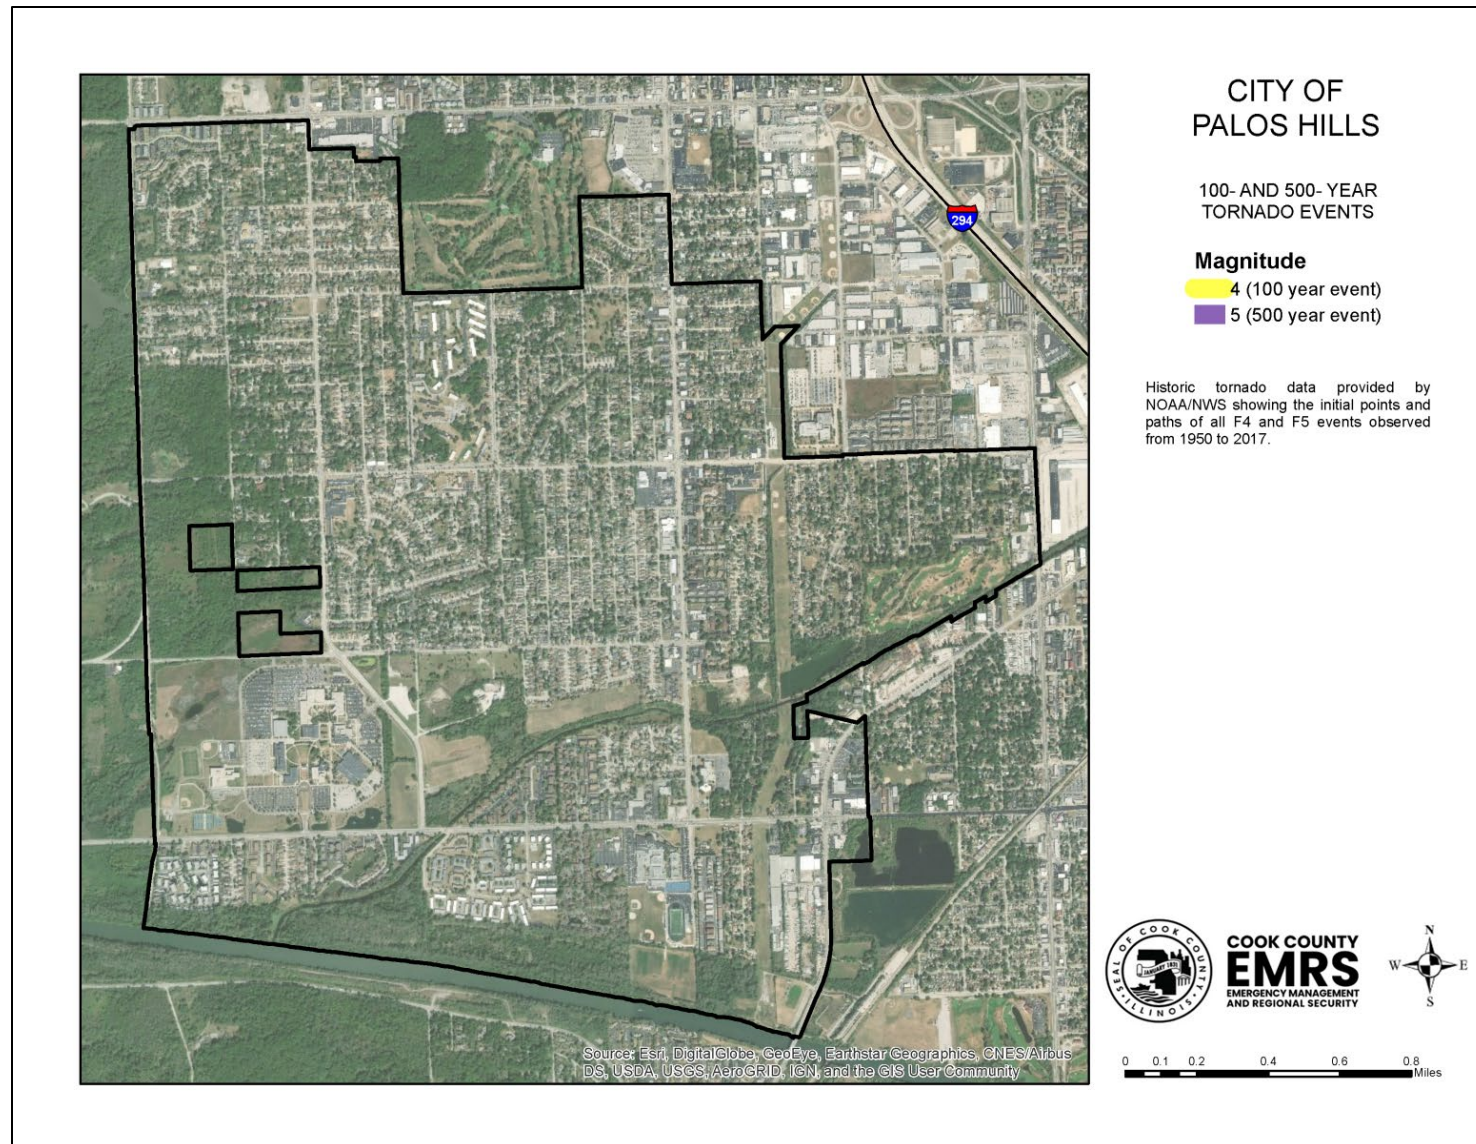 CITY OF
PALOS HILLS
100- AND 500- YEAR
TORNADO EVENTS
Magnitude
4 (100 year event)
5 (500 year event)
Historic tornado data provided by
NOAA/NWS showing the initial points and
paths of all F4 and F5 events observed
from 1950 to 2017.
294
SEAL OF COOK COUNTY
JANUARY 1831
ILLINOIS
COOK COUNTY
EMRS
EMERGENCY MANAGEMENT
AND REGIONAL SECURITY
N
W E
S
0 0.1 0.2 0.4 0.6 0.8
Miles
Source: Esri, DigitalGlobe, GeoEye, Earthstar Geographics, CNES/Airbus
DS, USDA, USGS, AeroGRID, IGN, and the GIS User Community